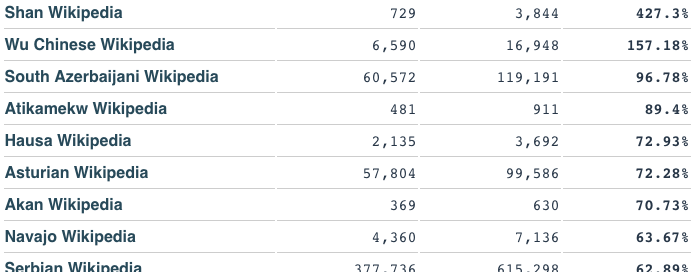 Shan Wikipedia 729 3,844 427.3%
Wu Chinese Wikipedia 6,590 16,948 157.18%
South Azerbaijani Wikipedia 60,572 119,191 96.78%
Atikamekw Wikipedia 481 911 89.4%
Hausa Wikipedia 2,135 3,692 72.93%
Asturian Wikipedia 57,804 99,586 72.28%
Akan Wikipedia 369 630 70.73%
Navajo Wikipedia 4,360 7,136 63.67%
Serbian Wikipedia 377,736 615,298 62.89%